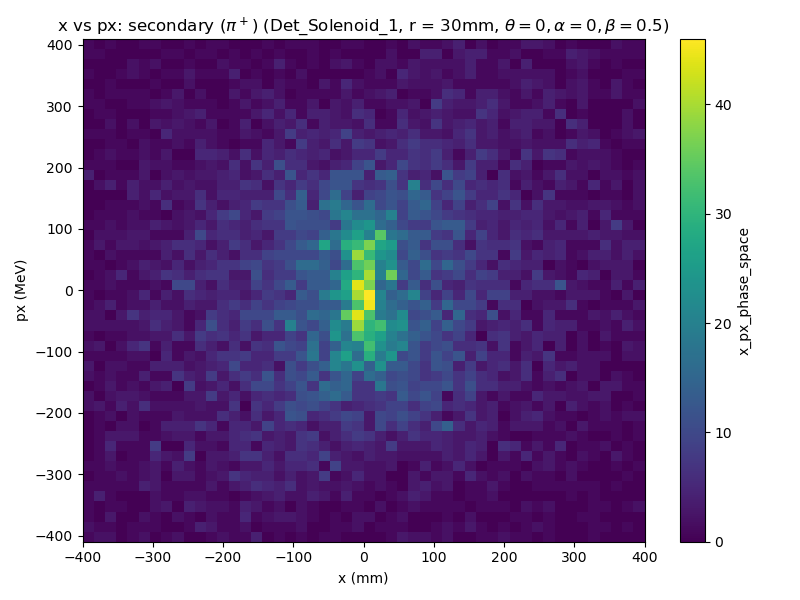 x vs px: secondary (π⁺) (Det_Solenoid_1, r = 30mm, θ = 0, α = 0, β = 0.5)
400
300
200
100
0
−100
−200
−300
−400
px (MeV)
−400 −300 −200 −100 0 100 200 300 400
x (mm)
40
30
20
10
0
x_px_phase_space